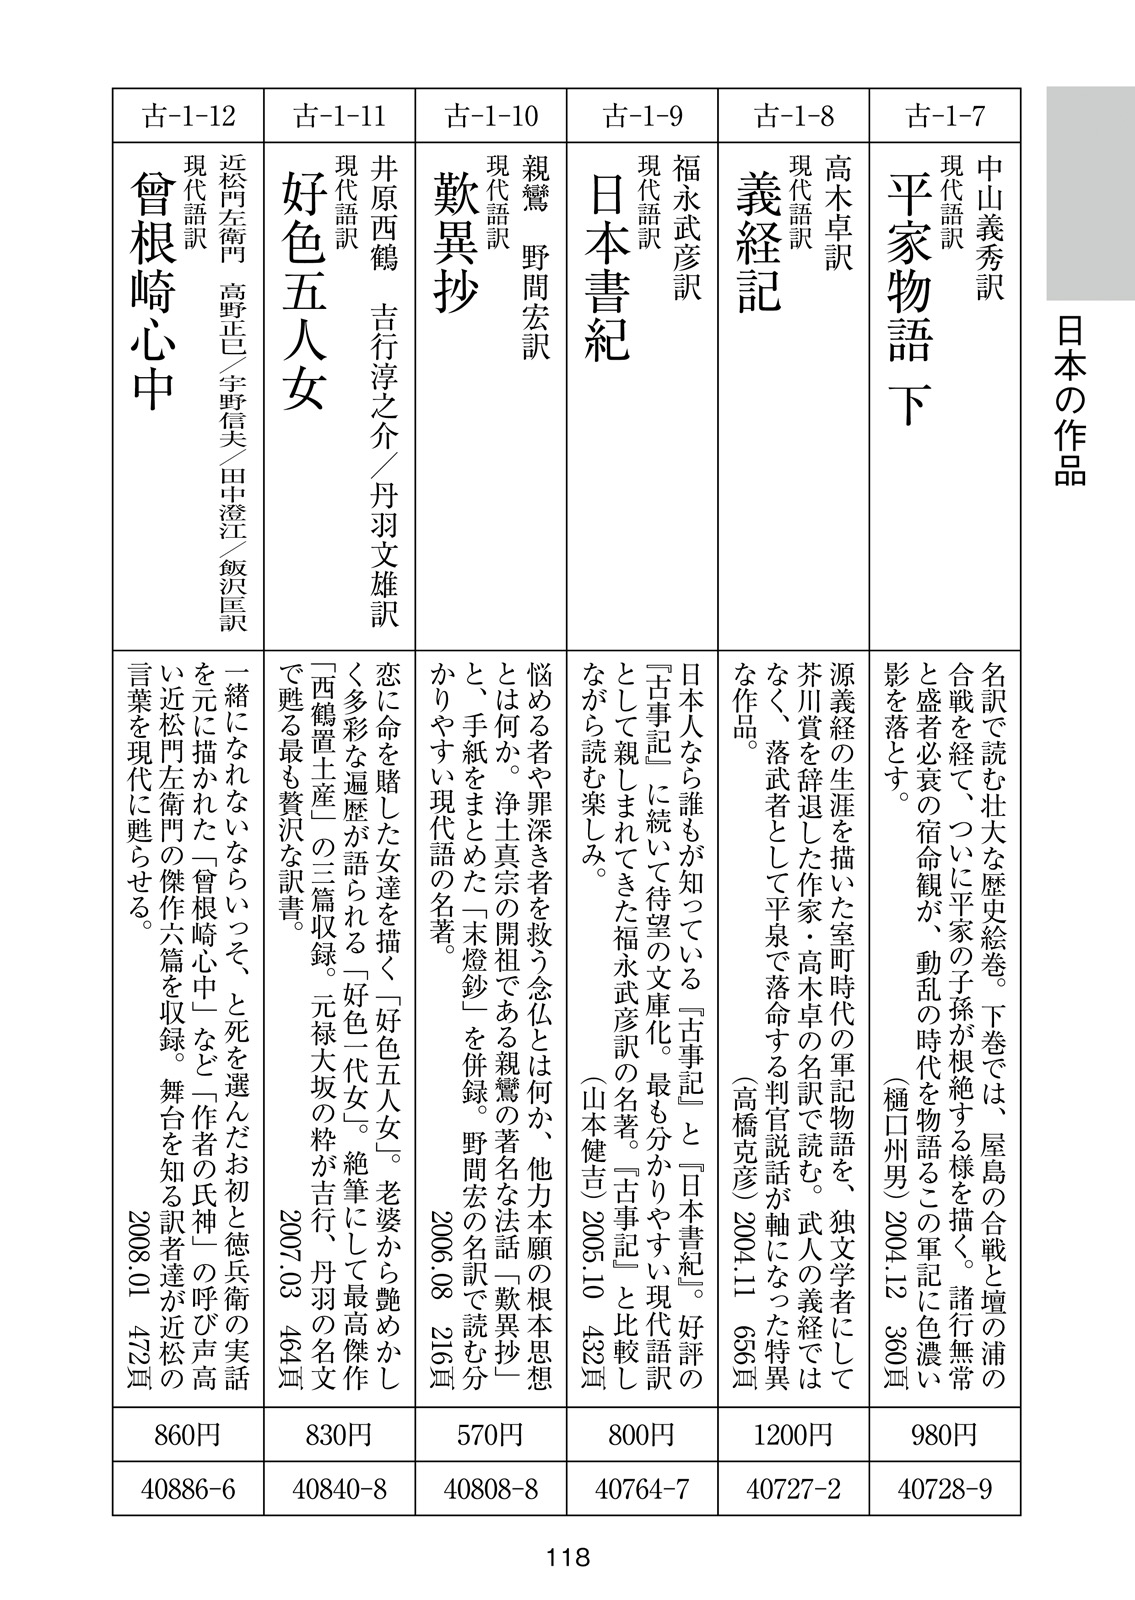 日本の作品
古-1-7
中山義秀訳
現代語訳
平家物語 下
名訳で読む壮大な歴史絵巻。下巻では、屋島の合戦と壇の浦の
合戦を経て、ついに平家の子孫が根絶する様を描く。諸行無常
と盛者必衰の宿命観が、動乱の時代を物語るこの軍記に色濃い
影を落とす。
(樋口州男) 2004.12 360頁
980円
40728-9
古-1-8
高木卓訳
現代語訳
義経記
源義経の生涯を描いた室町時代の軍記物語を、独文学者にして
芥川賞を辞退した作家・高木卓の名訳で読む。武人の義経では
なく、落武者として平泉で落命する判官説話が軸になった特異
な作品。
(高橋克彦) 2004.11 656頁
1200円
40727-2
古-1-9
福永武彦訳
現代語訳
日本書紀
日本人なら誰もが知っている『古事記』と『日本書紀』。好評の
『古事記』に続いて待望の文庫化。最も分かりやすい現代語訳
として親しまれてきた福永武彦訳の名著。『古事記』と比較し
ながら読む楽しみ。
(山本健吉) 2005.10 432頁
800円
40764-7
古-1-10
親鸞 野間宏訳
現代語訳
歎異抄
悩める者や罪深き者を救う念仏とは何か、他力本願の根本思想
とは何か。浄土真宗の開祖である親鸞の著名な法話「歎異抄」
と、手紙をまとめた「末燈鈔」を併録。野間宏の名訳で読む分
かりやすい現代語の名著。
2006.08 216頁
570円
40808-8
古-1-11
井原西鶴 吉行淳之介/丹羽文雄訳
現代語訳
好色五人女
恋に命を賭した女達を描く「好色五人女」。老婆から艶めかし
く多彩な遍歴が語られる「好色一代女」。絶筆にして最高傑作
「西鶴置土産」の三篇収録。元禄大坂の粋が吉行、丹羽の名文
で甦る最も贅沢な訳書。
2007.03 464頁
830円
40840-8
古-1-12
近松門左衛門 高野正巳/宇野信夫/田中澄江/飯沢匡訳
現代語訳
曾根崎心中
一緒になれないならいっそ、と死を選んだお初と徳兵衛の実話
を元に描かれた「曾根崎心中」など「作者の氏神」の呼び声高
い近松門左衛門の傑作六篇を収録。舞台を知る訳者達が近松の
言葉を現代に甦らせる。
2008.01 472頁
860円
40886-6
118